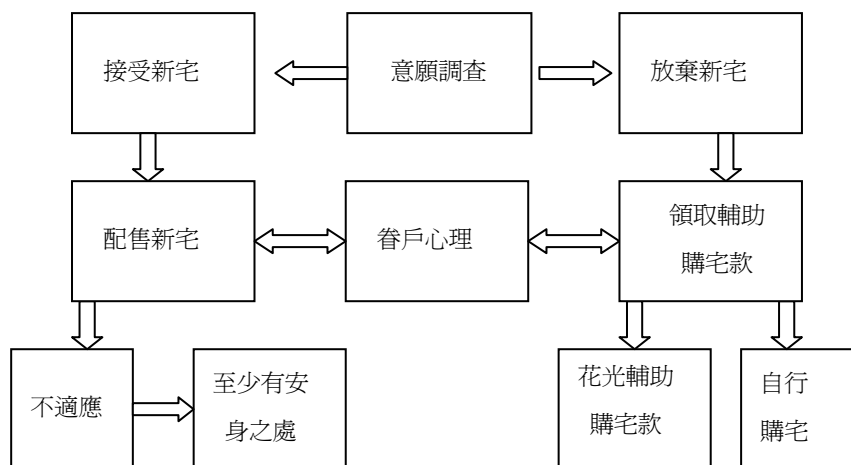 接受新宅
意願調查
放棄新宅
配售新宅
眷戶心理
領取輔助
購宅款
不適應
至少有安
身之處
花光輔助
購宅款
自行
購宅